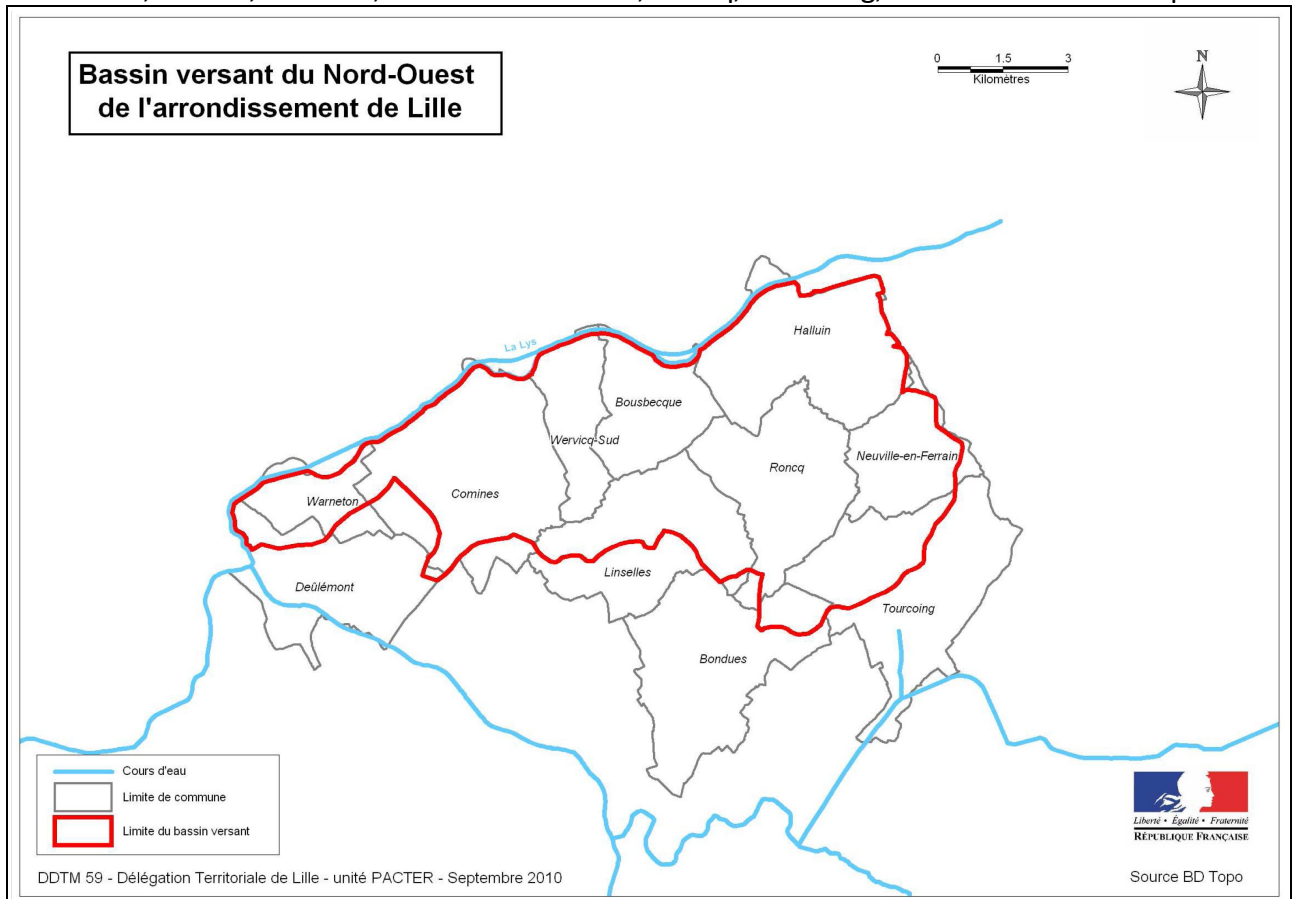 Bassin versant du Nord-Ouest
de l'arrondissement de Lille
0 1.5 3
Kilomètres
N
La Lys
Halluin
Bousbecque
Wervicq-Sud
Neuville-en-Ferrain
Roncq
Comines
Warneton
Linselles
Deûlémont
Tourcoing
Bondues
Cours d'eau
Limite de commune
Limite du bassin versant
Liberté • Égalité • Fraternité
RÉPUBLIQUE FRANÇAISE
DDTM 59 - Délégation Territoriale de Lille - unité PACTER - Septembre 2010
Source BD Topo